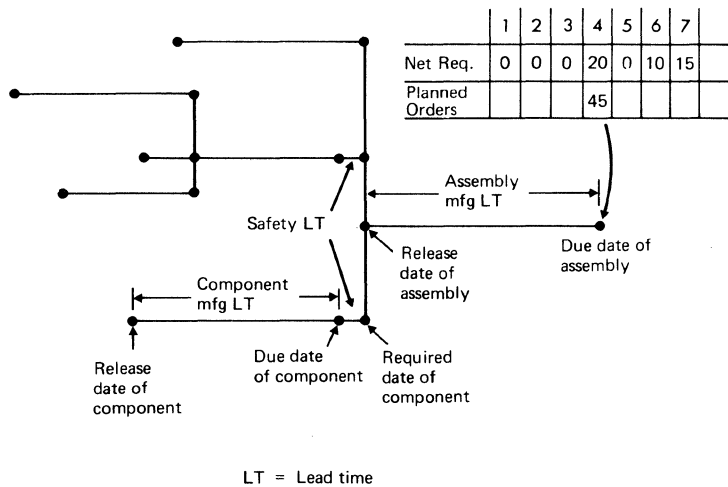 1 2 3 4 5 6 7
Net Req. 0 0 0 20 0 10 15
Planned
Orders 45
Assembly
mfg LT
Safety LT
Release
date of
assembly
Due date of
assembly
Component
mfg LT
Release
date of
component
Due date
of component
Required
date of
component
LT = Lead time